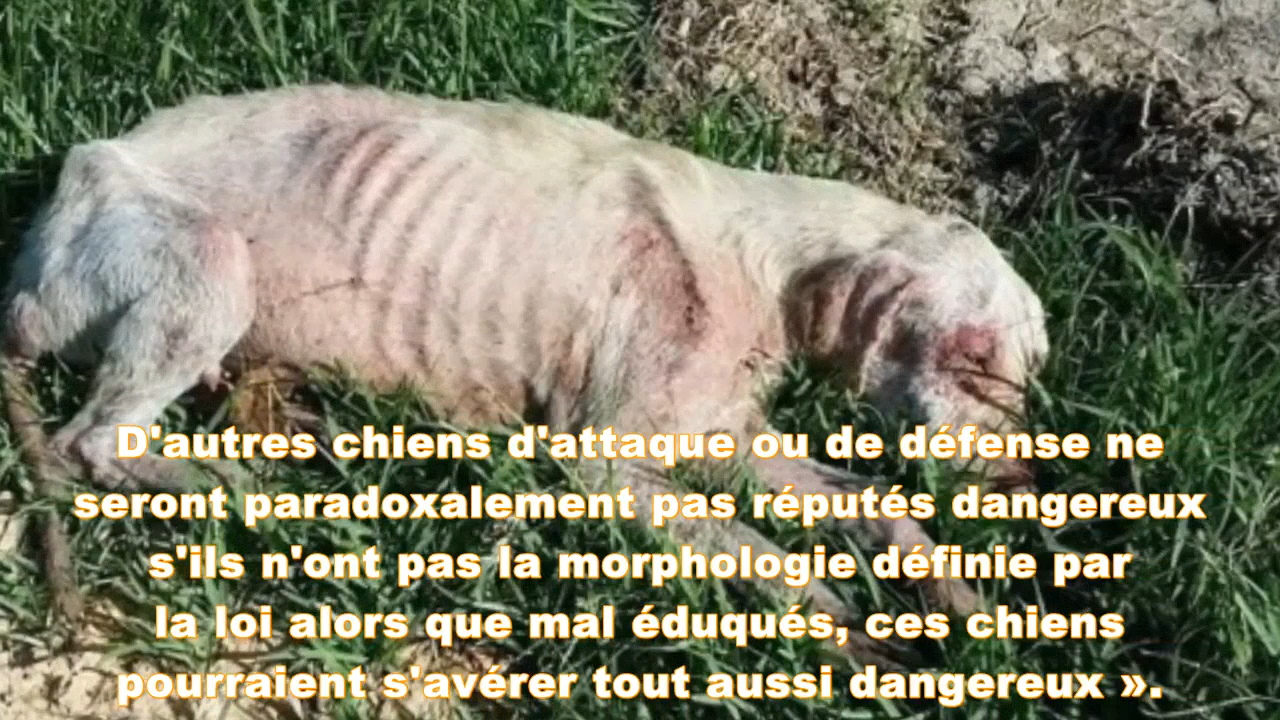 D'autres chiens d'attaque ou de défense ne
seront paradoxalement pas réputés dangereux
s'ils n'ont pas la morphologie définie par
la loi alors que mal éduqués, ces chiens
pourraient s'avérer tout aussi dangereux ».